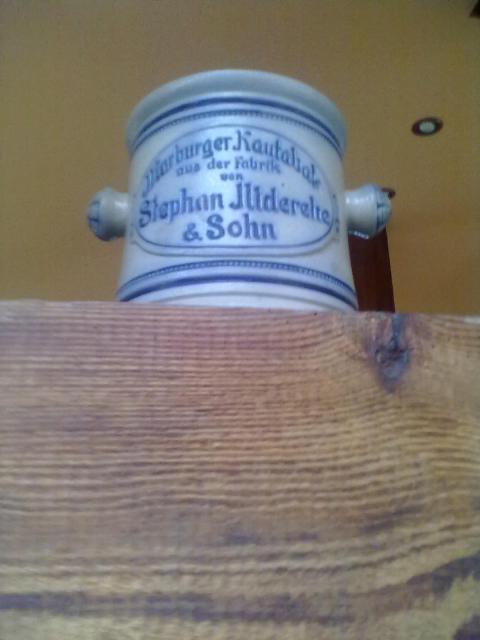 Marburger Kautabak
aus der Fabrik
von
Stephan Niderehe
& Sohn